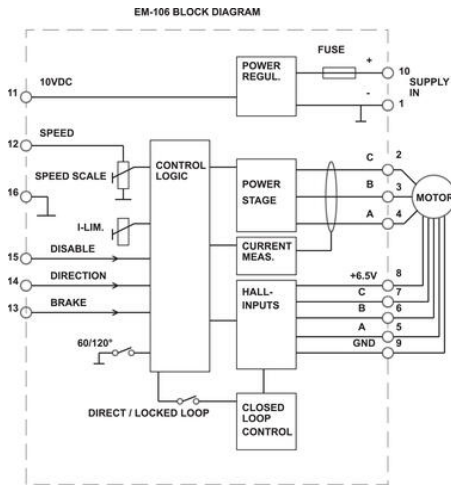 EM-106 BLOCK DIAGRAM
FUSE
POWER
REGUL.
+
10
SUPPLY
IN
-
1
11
10VDC
12
SPEED
SPEED SCALE
16
CONTROL
LOGIC
I-LIM.
15
DISABLE
14
DIRECTION
13
BRAKE
60/120°
DIRECT / LOCKED LOOP
POWER
STAGE
C
2
B
3
A
4
MOTOR
CURRENT
MEAS.
HALL-
INPUTS
+6.5V
8
C
7
B
6
A
5
GND
9
CLOSED
LOOP
CONTROL